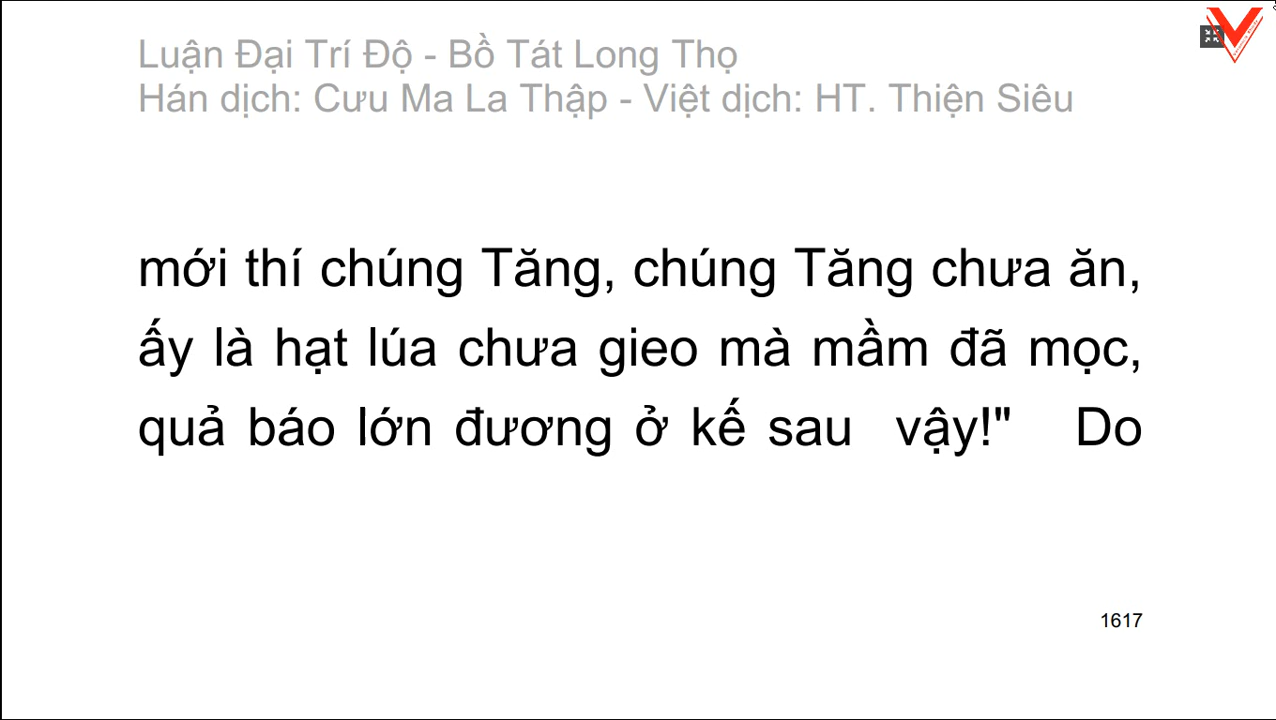 Luận Đại Trí Độ - Bồ Tát Long Thọ
Hán dịch: Cưu Ma La Thập - Việt dịch: HT. Thiện Siêu
mới thí chúng Tăng, chúng Tăng chưa ăn,
ấy là hạt lúa chưa gieo mà mầm đã mọc,
quả báo lớn đương ở kế sau vậy!" Do
1617